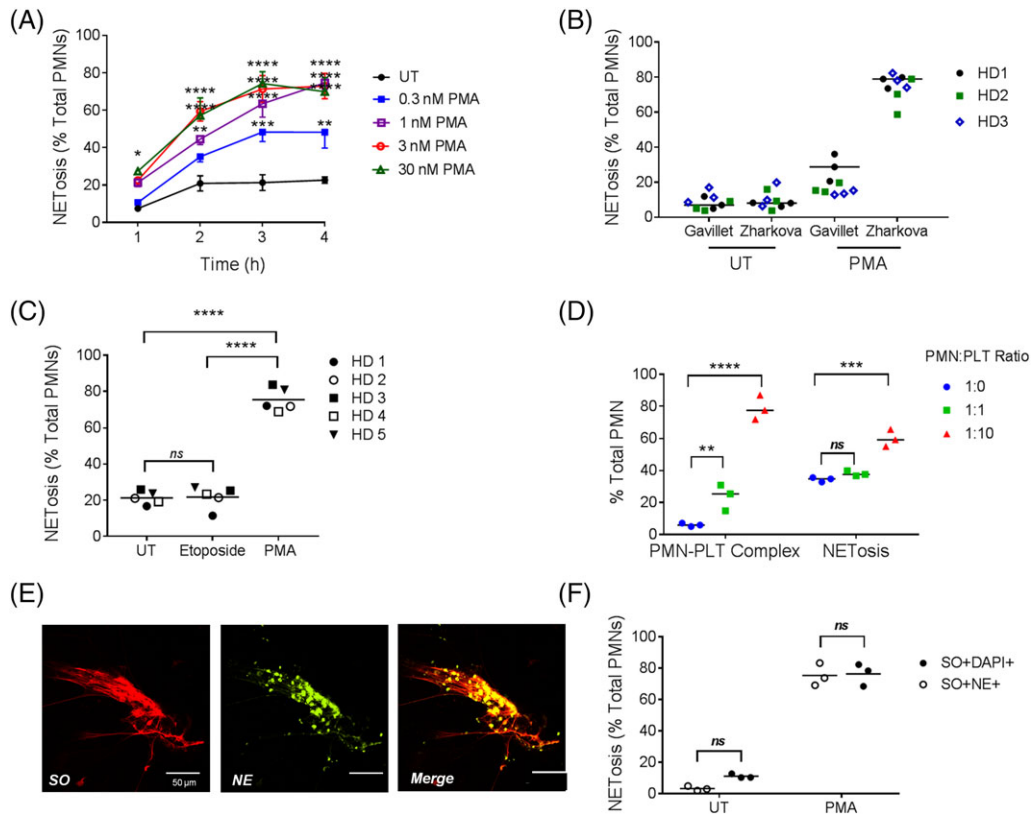 (A)
NETosis (% Total PMNs)
100
80
60
40
20
0
1 2 3 4
Time (h)
*
****
****
**
****
****
****
***
****
****
****
**
UT
0.3 nM PMA
1 nM PMA
3 nM PMA
30 nM PMA
(B)
NETosis (% Total PMNs)
100
80
60
40
20
0
Gavillet Zharkova Gavillet Zharkova
UT PMA
HD1
HD2
HD3
(C)
NETosis (% Total PMNs)
100
80
60
40
20
0
****
****
ns
UT Etoposide PMA
HD 1
HD 2
HD 3
HD 4
HD 5
(D)
% Total PMN
100
80
60
40
20
0
****
**
***
ns
PMN-PLT Complex NETosis
PMN:PLT Ratio
1:0
1:1
1:10
(E)
SO
50 μm
NE
Merge
(F)
NETosis (% Total PMNs)
100
80
60
40
20
0
ns
ns
UT PMA
SO+DAPI+
SO+NE+